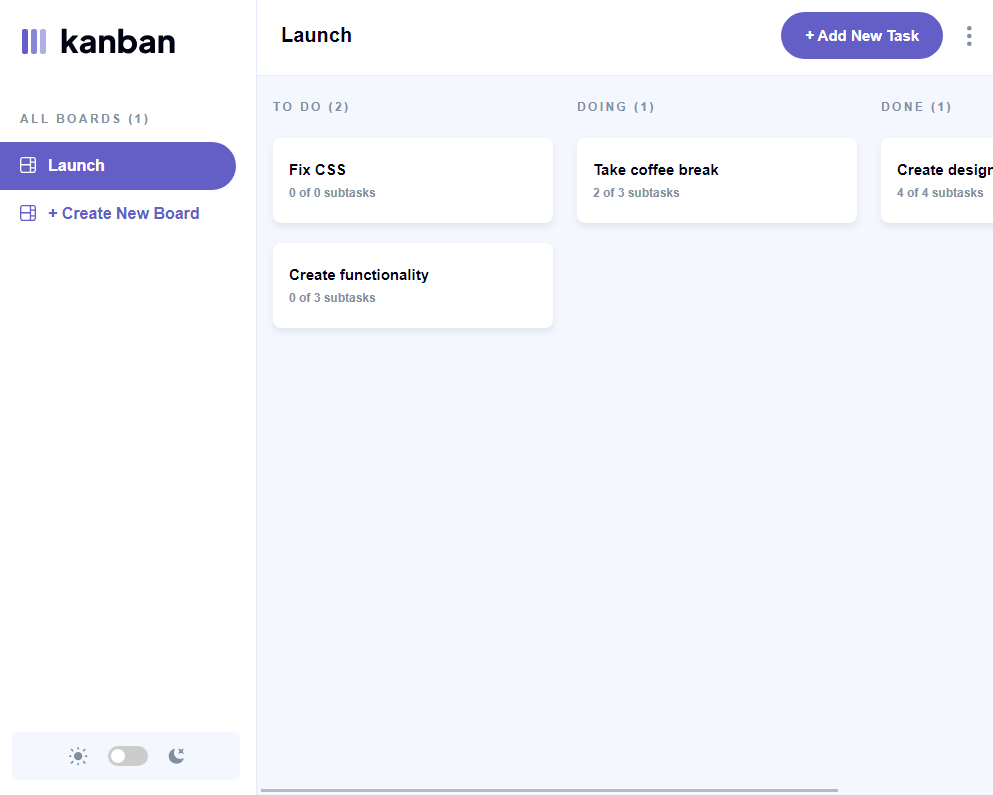 kanban
ALL BOARDS (1)
Launch
+ Create New Board
Launch
+ Add New Task
TO DO (2)
Fix CSS
0 of 0 subtasks
Create functionality
0 of 3 subtasks
DOING (1)
Take coffee break
2 of 3 subtasks
DONE (1)
Create design
4 of 4 subtasks